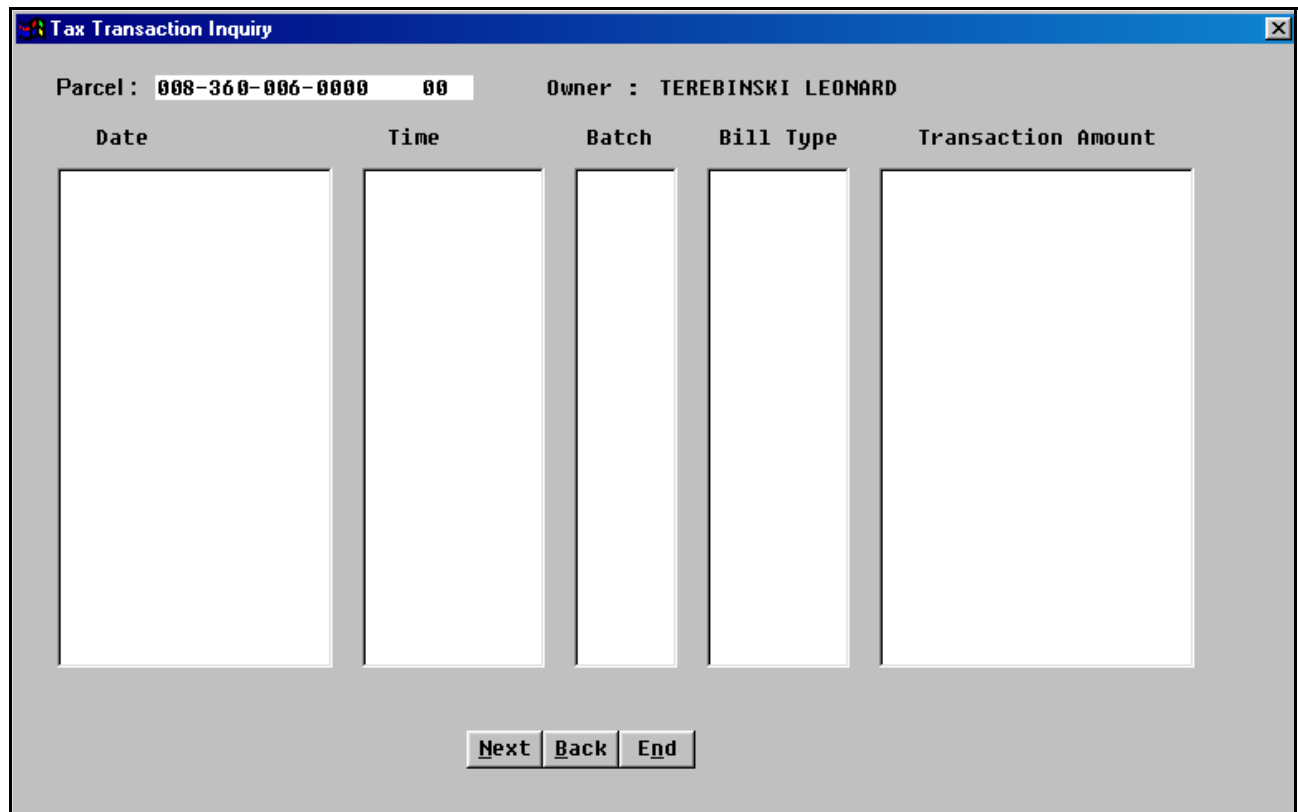 Tax Transaction Inquiry
Parcel : 008-360-006-0000 00 Owner : TEREBINSKI LEONARD
Date Time Batch Bill Type Transaction Amount
Next Back End